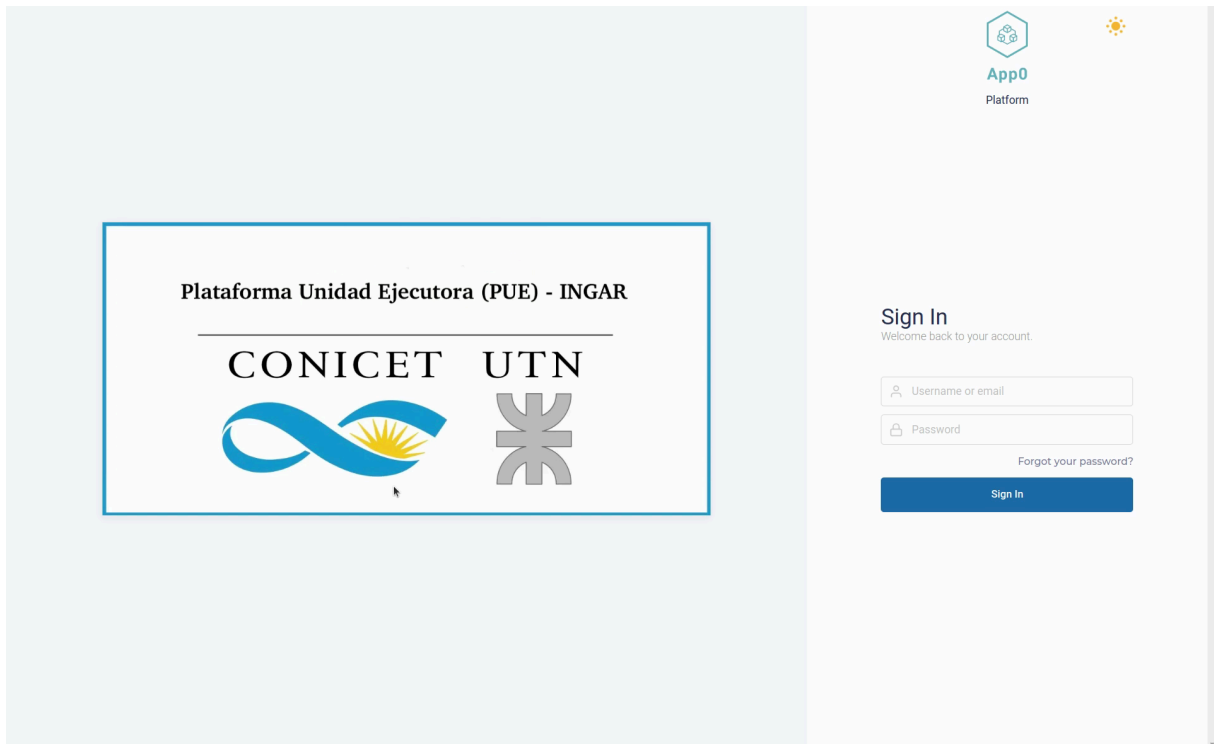 Plataforma Unidad Ejecutora (PUE) - INGAR
CONICET UTN
App0
Platform
Sign In
Welcome back to your account.
Username or email
Password
Forgot your password?
Sign In